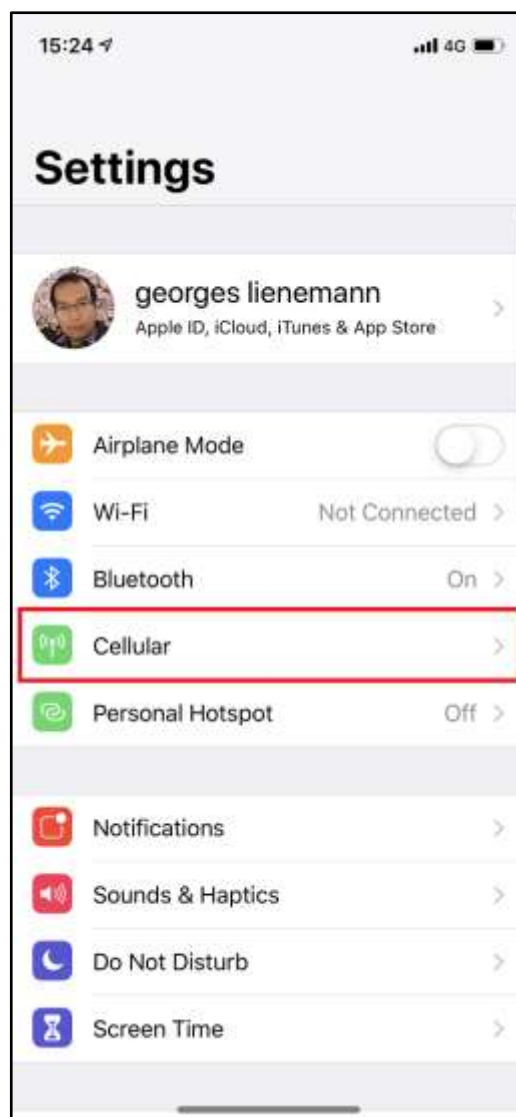 15:24
4G
Settings
georges lienemann
Apple ID, iCloud, iTunes & App Store
Airplane Mode
Wi-Fi Not Connected
Bluetooth On
Cellular
Personal Hotspot Off
Notifications
Sounds & Haptics
Do Not Disturb
Screen Time